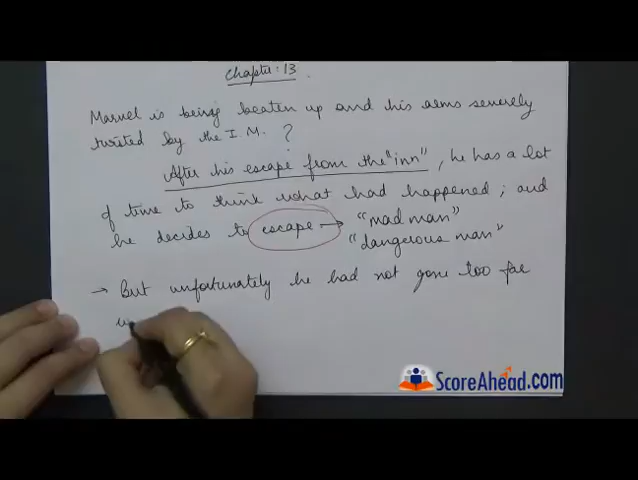 Chapter: 13
Marvel is being beaten up and his arms severely
twisted by the I.M. ?
After his escape from the "inn", he has a lot
of time to think what had happened; and
he decides to escape → "mad man"
"dangerous man"
→ But unfortunately he had not gone too far
ScoreAhead.com